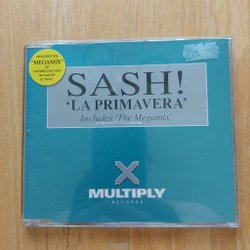 "MEGAMIX"
SASH!
'LA PRIMAVERA'
Includes 'The Megamix'
MULTIPLY
RECORDS